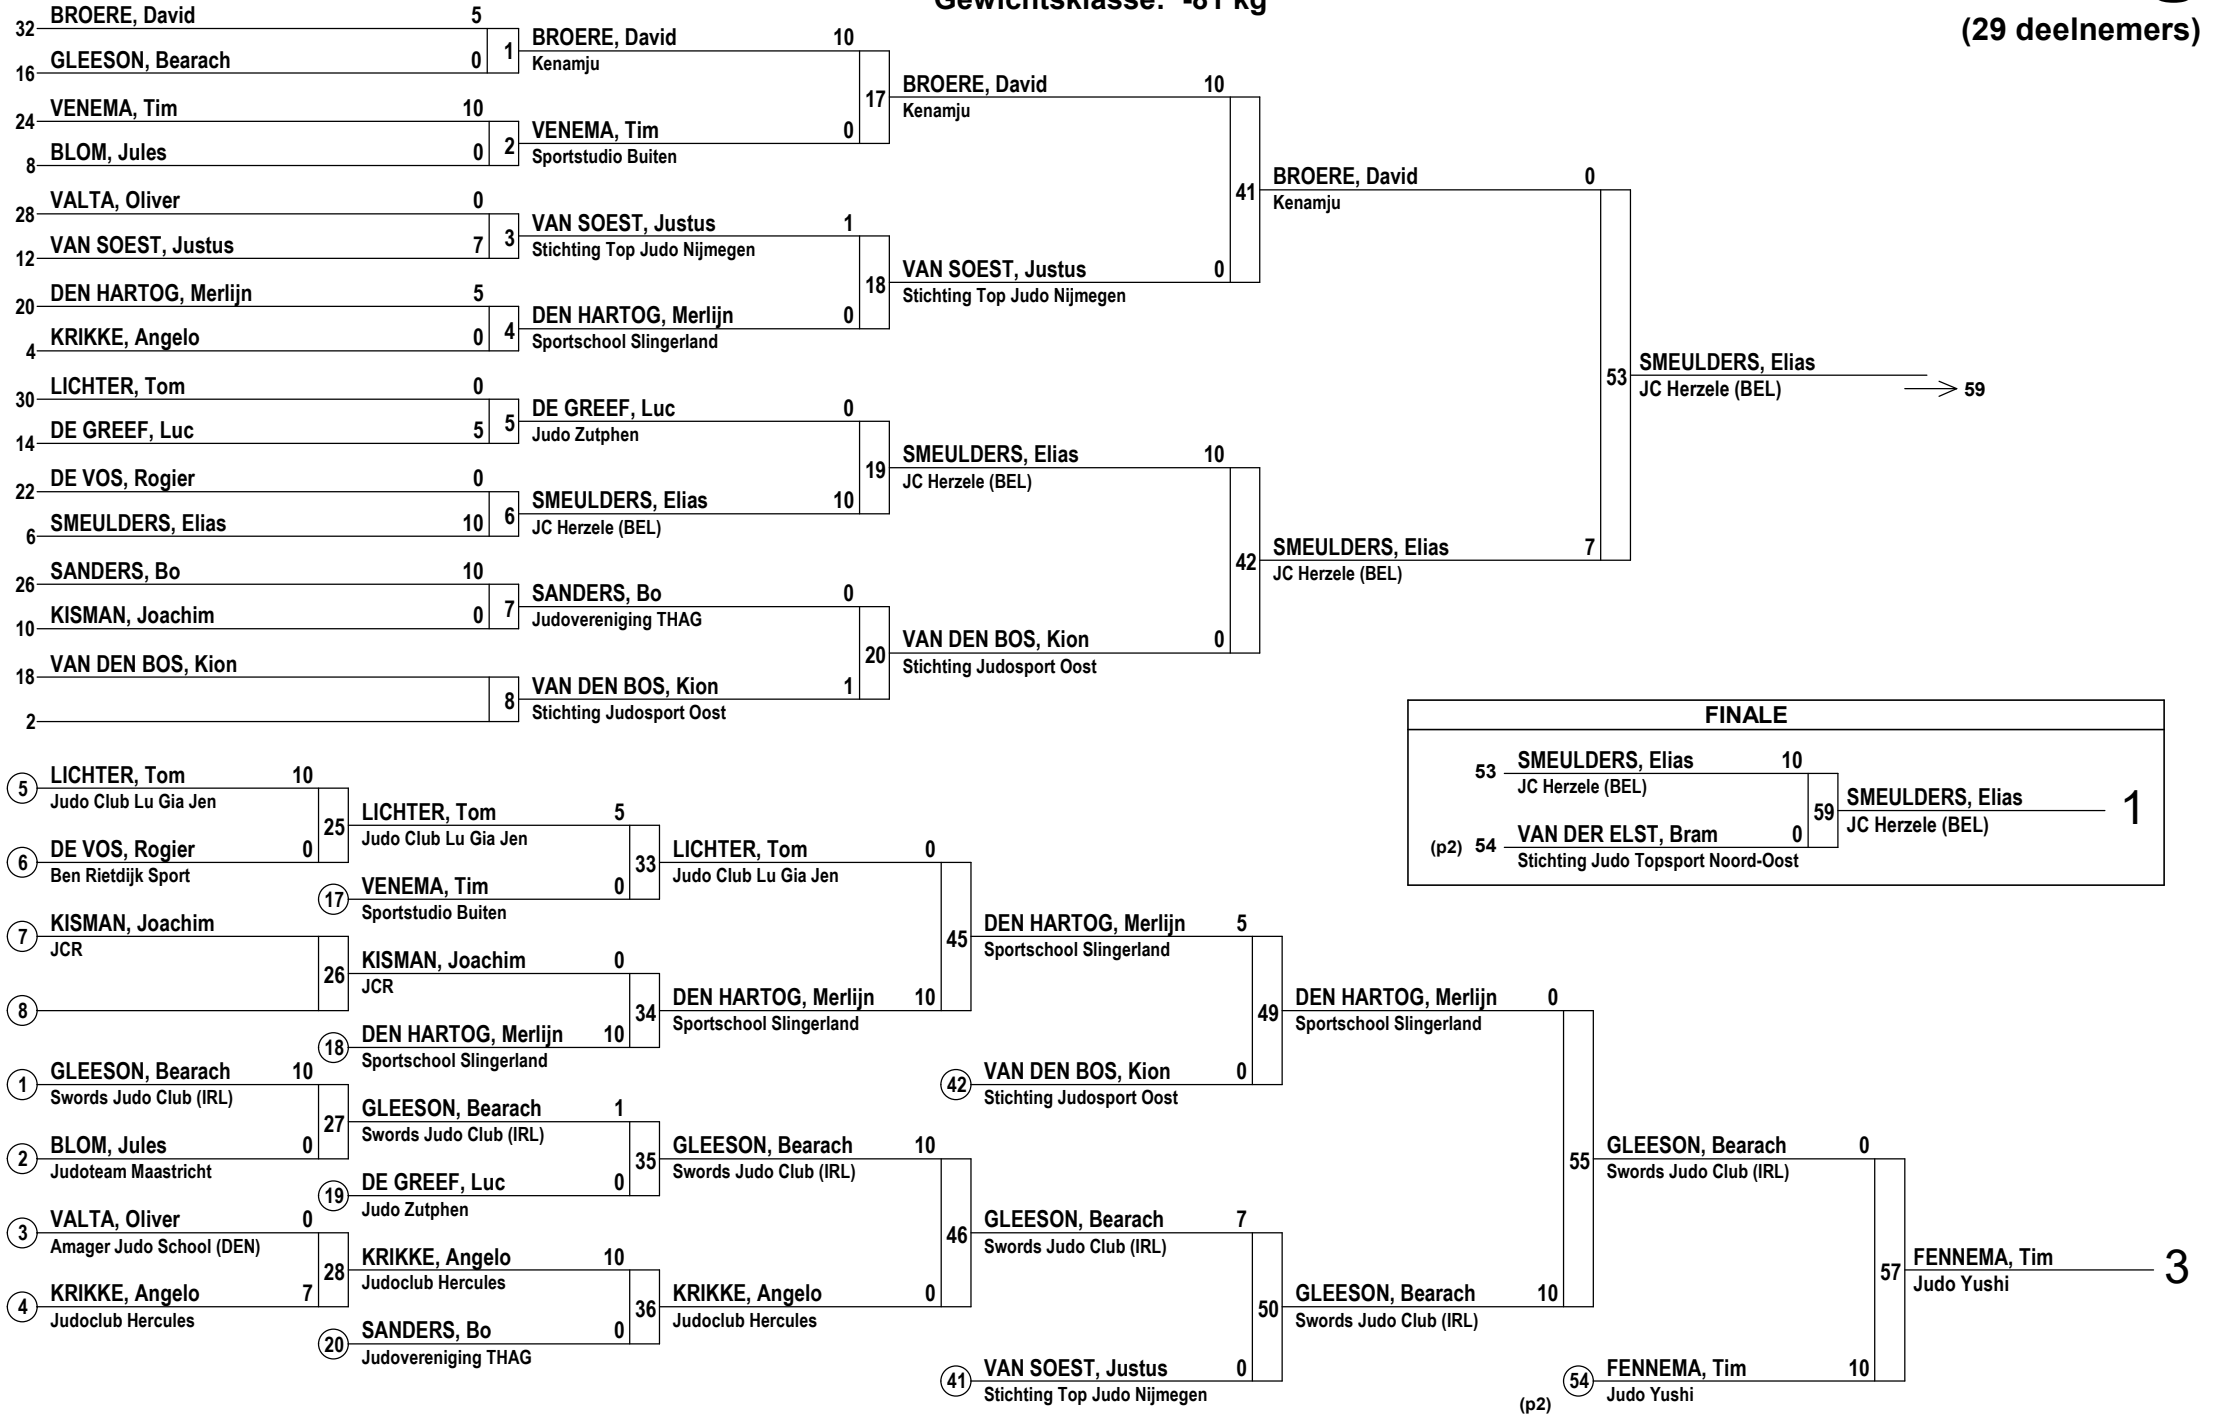 Gewichtsklasse: -81 kg
(29 deelnemers)
32 BROERE, David 5
16 GLEESON, Bearach 0
1
24 VENEMA, Tim 10
8 BLOM, Jules 0
2
28 VALTA, Oliver 0
12 VAN SOEST, Justus 7
3
20 DEN HARTOG, Merlijn 5
4 KRIKKE, Angelo 0
4
30 LICHTER, Tom 0
14 DE GREEF, Luc 5
5
22 DE VOS, Rogier 0
6 SMEULDERS, Elias 10
6
26 SANDERS, Bo 10
10 KISMAN, Joachim 0
7
18 VAN DEN BOS, Kion
2
8
BROERE, David 10
Kenamju
17
VENEMA, Tim 0
Sportstudio Buiten
VAN SOEST, Justus 1
Stichting Top Judo Nijmegen
18
DEN HARTOG, Merlijn 0
Sportschool Slingerland
DE GREEF, Luc 0
Judo Zutphen
19
SMEULDERS, Elias 10
JC Herzele (BEL)
SANDERS, Bo 0
Judovereniging THAG
20
VAN DEN BOS, Kion 1
Stichting Judosport Oost
BROERE, David 10
Kenamju
41
VAN SOEST, Justus 0
Stichting Top Judo Nijmegen
SMEULDERS, Elias 10
JC Herzele (BEL)
42
VAN DEN BOS, Kion 0
Stichting Judosport Oost
BROERE, David 0
Kenamju
53
SMEULDERS, Elias 7
JC Herzele (BEL)
SMEULDERS, Elias
JC Herzele (BEL)
59
FINALE
53 SMEULDERS, Elias 10
JC Herzele (BEL)
59
(p2) 54 VAN DER ELST, Bram 0
Stichting Judo Topsport Noord-Oost
SMEULDERS, Elias 1
JC Herzele (BEL)
5 LICHTER, Tom 10
Judo Club Lu Gia Jen
25
6 DE VOS, Rogier 0
Ben Rietdijk Sport
7 KISMAN, Joachim
JCR
26
8
1 GLEESON, Bearach 10
Swords Judo Club (IRL)
27
2 BLOM, Jules 0
Judoteam Maastricht
3 VALTA, Oliver 0
Amager Judo School (DEN)
28
4 KRIKKE, Angelo 7
Judoclub Hercules
LICHTER, Tom 5
Judo Club Lu Gia Jen
33
17 VENEMA, Tim 0
Sportstudio Buiten
KISMAN, Joachim 0
JCR
34
18 DEN HARTOG, Merlijn 10
Sportschool Slingerland
GLEESON, Bearach 1
Swords Judo Club (IRL)
35
19 DE GREEF, Luc 0
Judo Zutphen
KRIKKE, Angelo 10
Judoclub Hercules
36
20 SANDERS, Bo 0
Judovereniging THAG
LICHTER, Tom 0
Judo Club Lu Gia Jen
45
DEN HARTOG, Merlijn 10
Sportschool Slingerland
GLEESON, Bearach 10
Swords Judo Club (IRL)
46
KRIKKE, Angelo 0
Judoclub Hercules
DEN HARTOG, Merlijn 5
Sportschool Slingerland
49
42 VAN DEN BOS, Kion 0
Stichting Judosport Oost
GLEESON, Bearach 7
Swords Judo Club (IRL)
50
41 VAN SOEST, Justus 0
Stichting Top Judo Nijmegen
DEN HARTOG, Merlijn 0
Sportschool Slingerland
55
GLEESON, Bearach 10
Swords Judo Club (IRL)
GLEESON, Bearach 0
Swords Judo Club (IRL)
57
54 FENNEMA, Tim 10
(p2) Judo Yushi
FENNEMA, Tim 3
Judo Yushi